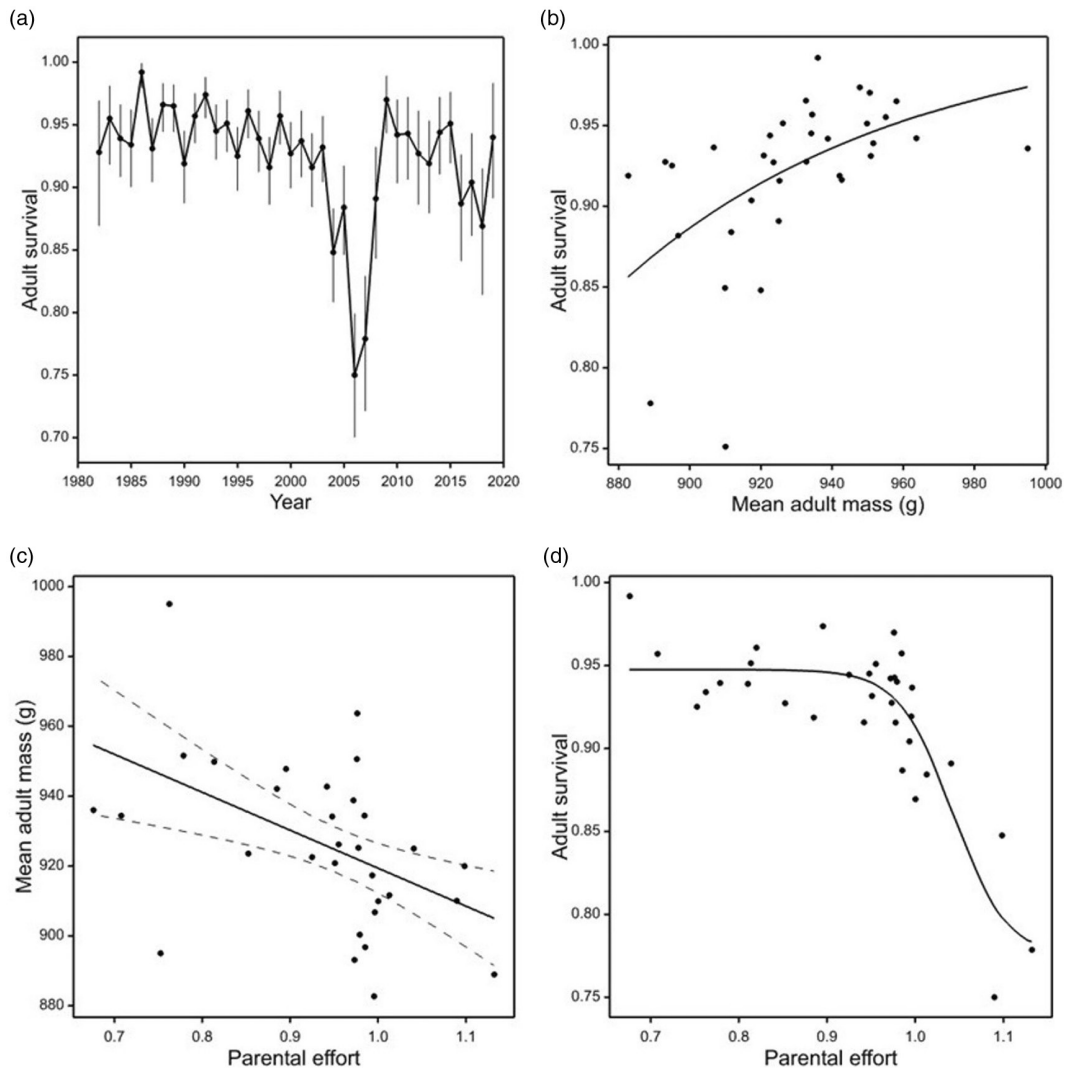 (a)
1.00
0.95
0.90
0.85
0.80
0.75
0.70
Adult survival
1980 1985 1990 1995 2000 2005 2010 2015 2020
Year
(b)
1.00
0.95
0.90
0.85
0.80
0.75
Adult survival
880 900 920 940 960 980 1000
Mean adult mass (g)
(c)
1000
980
960
940
920
900
880
Mean adult mass (g)
0.7 0.8 0.9 1.0 1.1
Parental effort
(d)
1.00
0.95
0.90
0.85
0.80
0.75
Adult survival
0.7 0.8 0.9 1.0 1.1
Parental effort